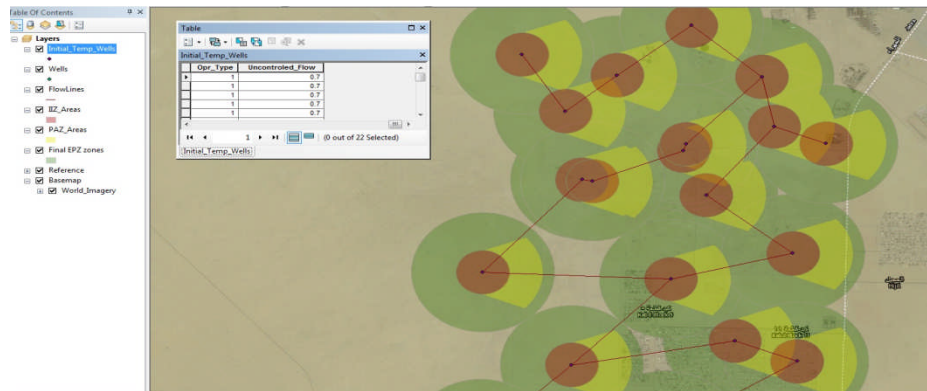 Table Of Contents
Layers
Initial_Temp_Wells
Wells
FlowLines
IIZ_Areas
PAZ_Areas
Final EPZ zones
Reference
Basemap
World_Imagery
Table
Initial_Temp_Wells
Opr_Type Uncontroled_Flow
1 0.7
1 0.7
1 0.7
1 0.7
1 0.7
1
(0 out of 22 Selected)
Initial_Temp_Wells